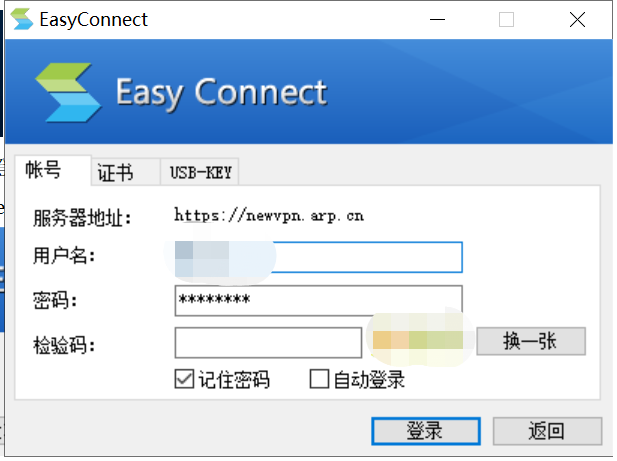 EasyConnect
Easy Connect
帐号 证书 USB-KEY
服务器地址: https://newvpn.arp.cn
用户名:
密码: ********
检验码: 换一张
记住密码 自动登录
登录 返回